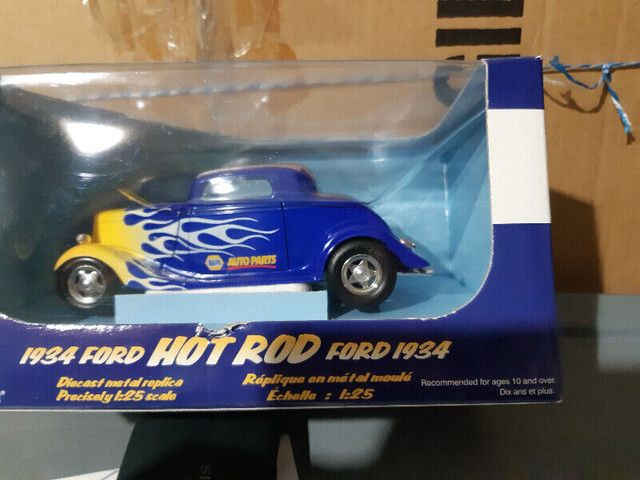 NAPA AUTO PARTS
1934 FORD HOT ROD FORD 1934
Diecast metal replica
Precisely 1:25 scale
Réplique en métal moulé
Échelle : 1:25
Recommended for ages 10 and over.
Dix ans et plus.